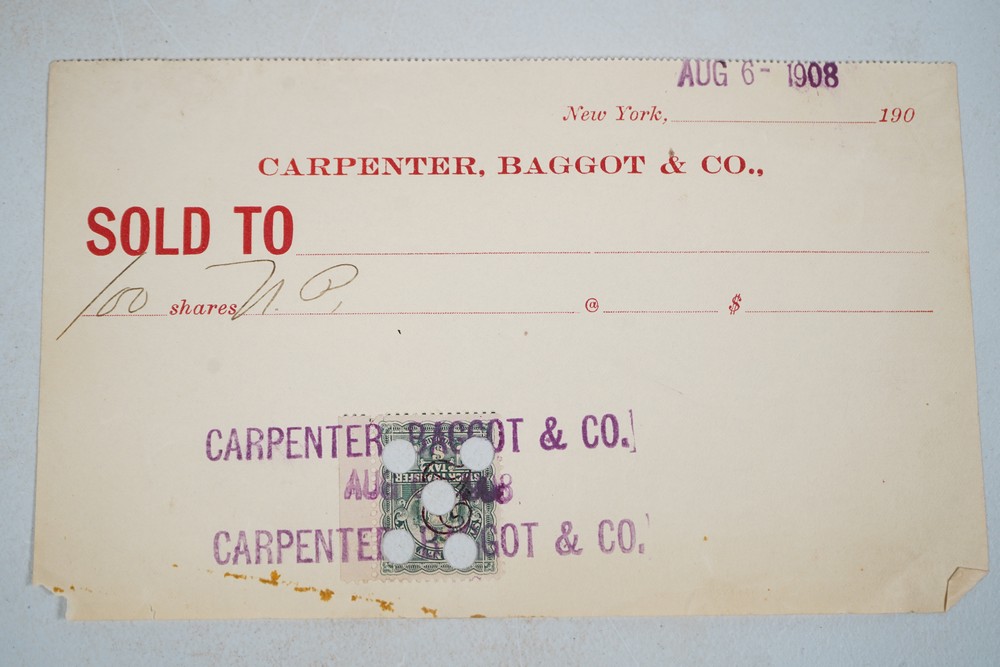 AUG 6- 1908
New York, 190
CARPENTER, BAGGOT & CO.,
SOLD TO
100 shares N. P. @ $
CARPENTER BAGGOT & CO.
AUG 1908
CARPENTER BAGGOT & CO.